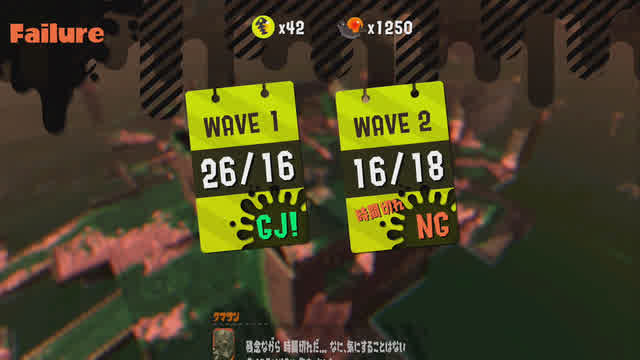 Failure
x42
x1250
WAVE 1
26/16
GJ!
WAVE 2
16/18
時間切れ
NG
クマサン
残念ながら 時間切れだ... なに、気にすることはない